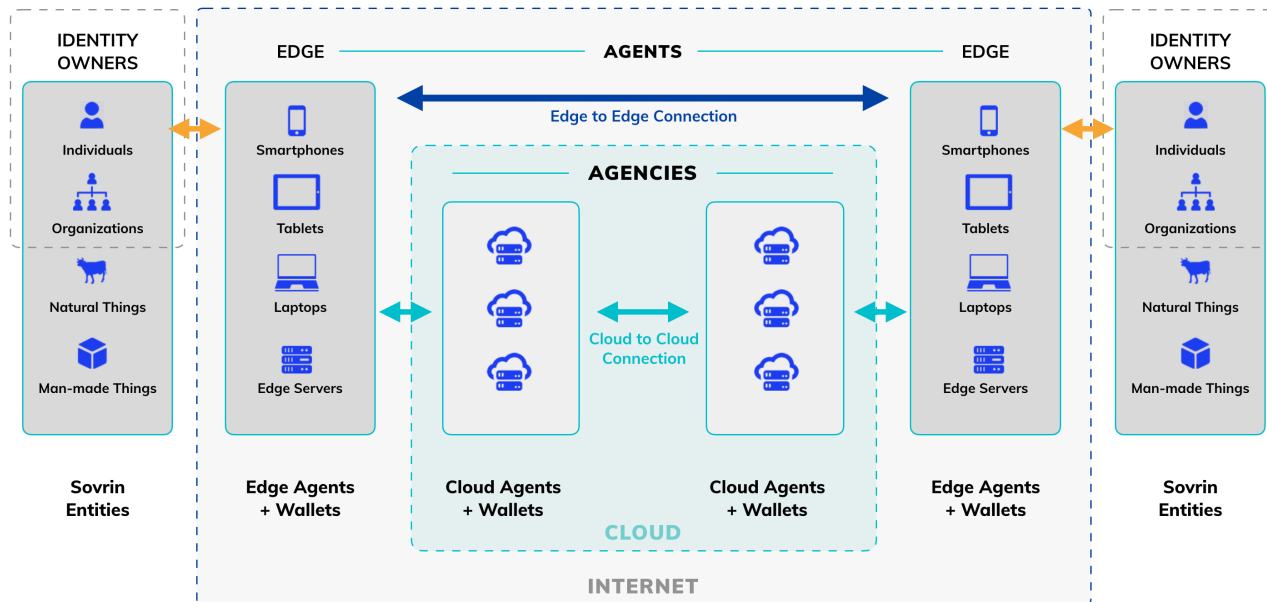 IDENTITY
OWNERS
EDGE
AGENTS
EDGE
IDENTITY
OWNERS
Edge to Edge Connection
Individuals
Organizations
Natural Things
Man-made Things
Smartphones
Tablets
Laptops
Edge Servers
AGENCIES
Cloud to Cloud
Connection
Smartphones
Tablets
Laptops
Edge Servers
Individuals
Organizations
Natural Things
Man-made Things
Sovrin
Entities
Edge Agents
+ Wallets
Cloud Agents
+ Wallets
Cloud Agents
+ Wallets
Edge Agents
+ Wallets
Sovrin
Entities
CLOUD
INTERNET